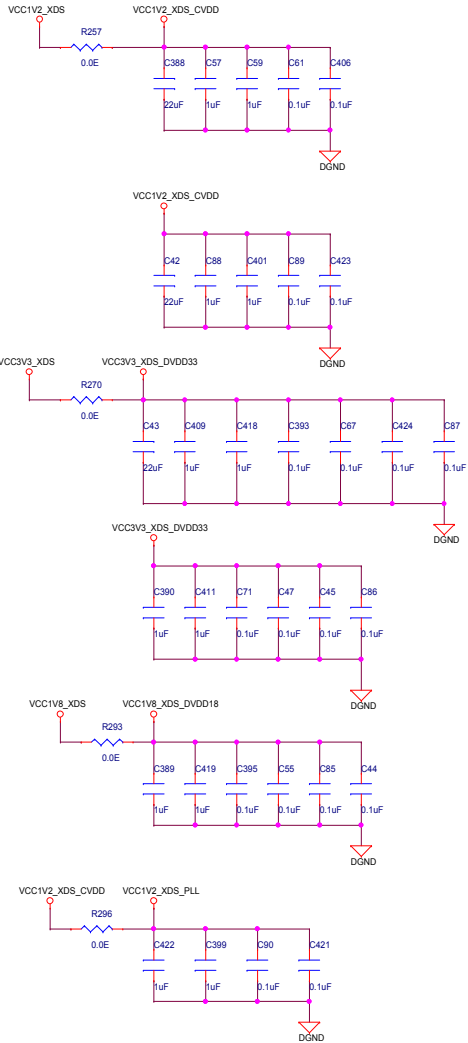 VCC1V2_XDS VCC1V2_XDS_CVDD
R257
0.0E
C388 C57 C59 C61 C406
22uF 1uF 1uF 0.1uF 0.1uF
DGND
VCC1V2_XDS_CVDD
C42 C88 C401 C89 C423
22uF 1uF 1uF 0.1uF 0.1uF
DGND
VCC3V3_XDS VCC3V3_XDS_DVDD33
R270
0.0E
C43 C409 C418 C393 C67 C424 C87
22uF 1uF 1uF 0.1uF 0.1uF 0.1uF 0.1uF
DGND
VCC3V3_XDS_DVDD33
C390 C411 C71 C47 C45 C86
1uF 1uF 0.1uF 0.1uF 0.1uF 0.1uF
DGND
VCC1V8_XDS VCC1V8_XDS_DVDD18
R293
0.0E
C389 C419 C395 C55 C85 C44
1uF 1uF 0.1uF 0.1uF 0.1uF 0.1uF
DGND
VCC1V2_XDS_CVDD VCC1V2_XDS_PLL
R296
0.0E
C422 C399 C90 C421
1uF 1uF 0.1uF 0.1uF
DGND